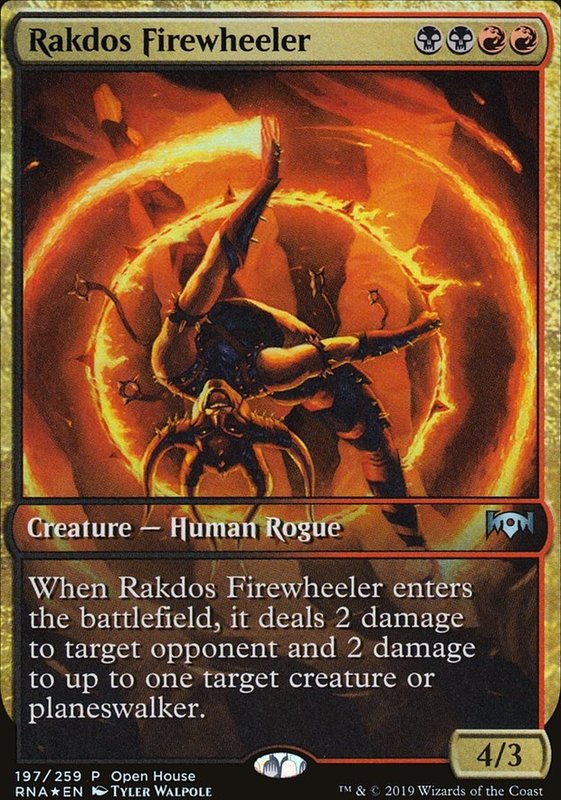 Rakdos Firewheeler
Creature — Human Rogue
When Rakdos Firewheeler enters
the battlefield, it deals 2 damage
to target opponent and 2 damage
to up to one target creature or
planeswalker.
4/3
197/259 P Open House
RNA★EN Tyler Walpole
™ & © 2019 Wizards of the Coast